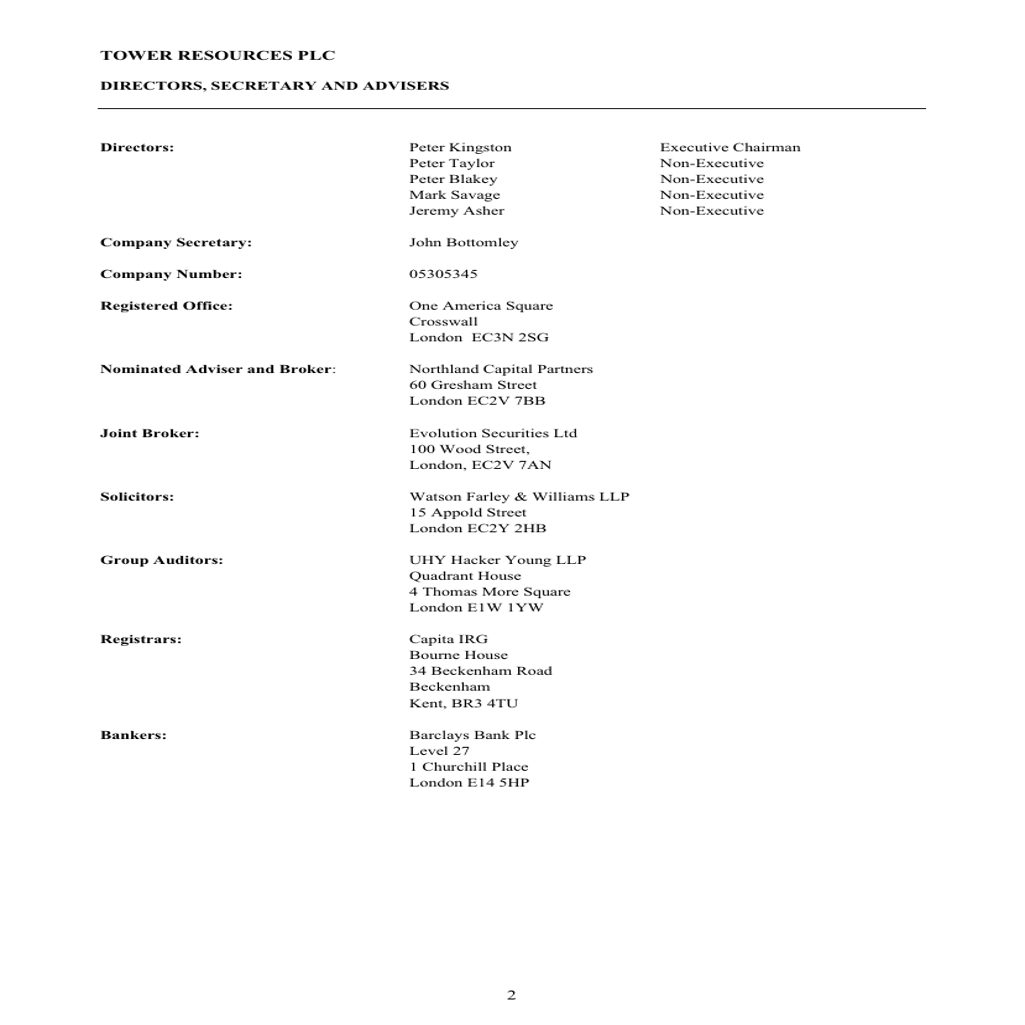 TOWER RESOURCES PLC
DIRECTORS, SECRETARY AND ADVISERS
Directors: Peter Kingston Executive Chairman
Peter Taylor Non-Executive
Peter Blakey Non-Executive
Mark Savage Non-Executive
Jeremy Asher Non-Executive
Company Secretary: John Bottomley
Company Number: 05305345
Registered Office: One America Square
Crosswall
London EC3N 2SG
Nominated Adviser and Broker: Northland Capital Partners
60 Gresham Street
London EC2V 7BB
Joint Broker: Evolution Securities Ltd
100 Wood Street,
London, EC2V 7AN
Solicitors: Watson Farley & Williams LLP
15 Appold Street
London EC2Y 2HB
Group Auditors: UHY Hacker Young LLP
Quadrant House
4 Thomas More Square
London E1W 1YW
Registrars: Capita IRG
Bourne House
34 Beckenham Road
Beckenham
Kent, BR3 4TU
Bankers: Barclays Bank Plc
Level 27
1 Churchill Place
London E14 5HP
2